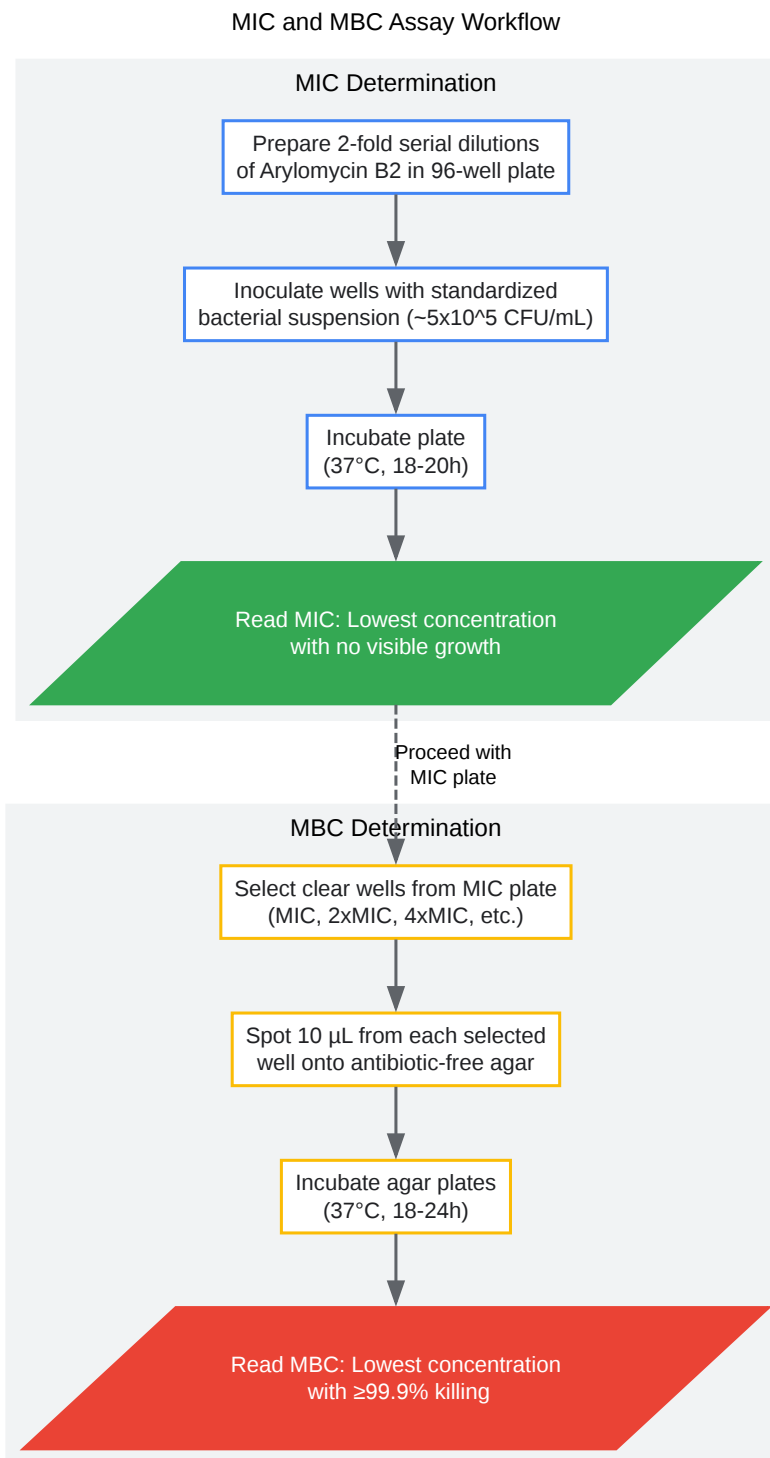 MIC and MBC Assay Workflow
MIC Determination
Prepare 2-fold serial dilutions
of Arylomycin B2 in 96-well plate
Inoculate wells with standardized
bacterial suspension (~5x10^5 CFU/mL)
Incubate plate
(37°C, 18-20h)
Read MIC: Lowest concentration
with no visible growth
Proceed with
MIC plate
MBC Determination
Select clear wells from MIC plate
(MIC, 2xMIC, 4xMIC, etc.)
Spot 10 µL from each selected
well onto antibiotic-free agar
Incubate agar plates
(37°C, 18-24h)
Read MBC: Lowest concentration
with ≥99.9% killing